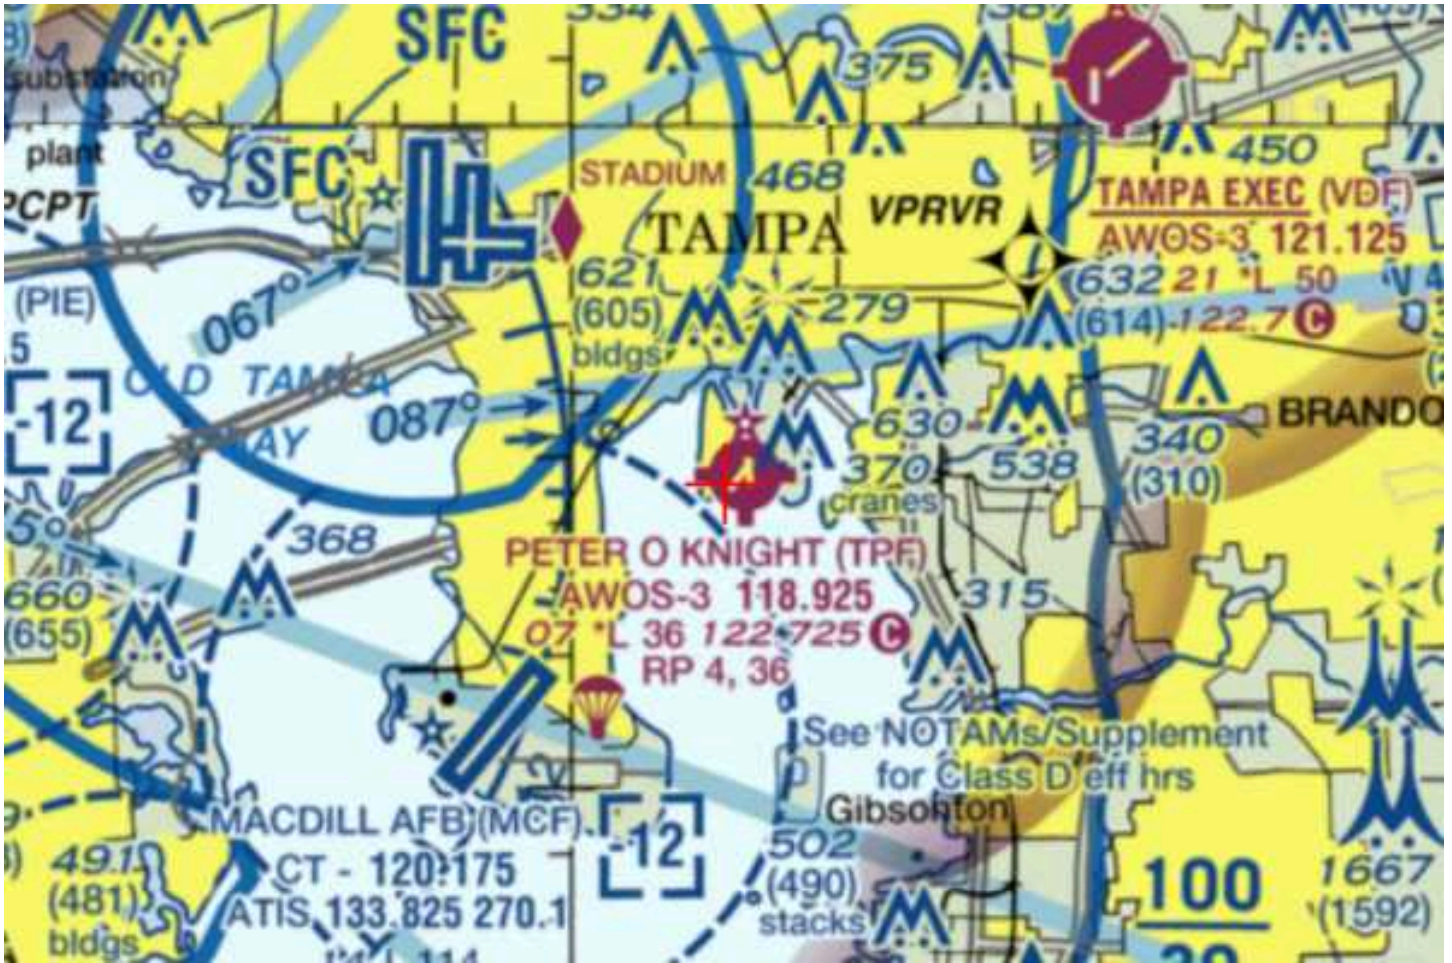 SFC
334
387
substation
375
plant
SFC
STADIUM
468
450
PCPT
TAMPA
VPRVR
TAMPA EXEC (VDF)
AWOS-3 121.125
(PIE)
067°
621
(605)
bldgs
279
632
(614)
21 *L 50
122.7 C
5
-12
OLD TAMPA
BAY
087°
630
370
cranes
538
340
(310)
BRANDO
5°
368
PETER O KNIGHT (TPF)
AWOS-3 118.925
07 *L 36 122.725 C
RP 4, 36
315
660
(655)
See NOTAMs/Supplement
for Class D eff hrs
Gibsonton
MACDILL AFB (MCF)
CT - 120.175
ATIS 133.825 270.1
-12
491
(481)
bldgs
502
(490)
stacks
100
1667
(1592)